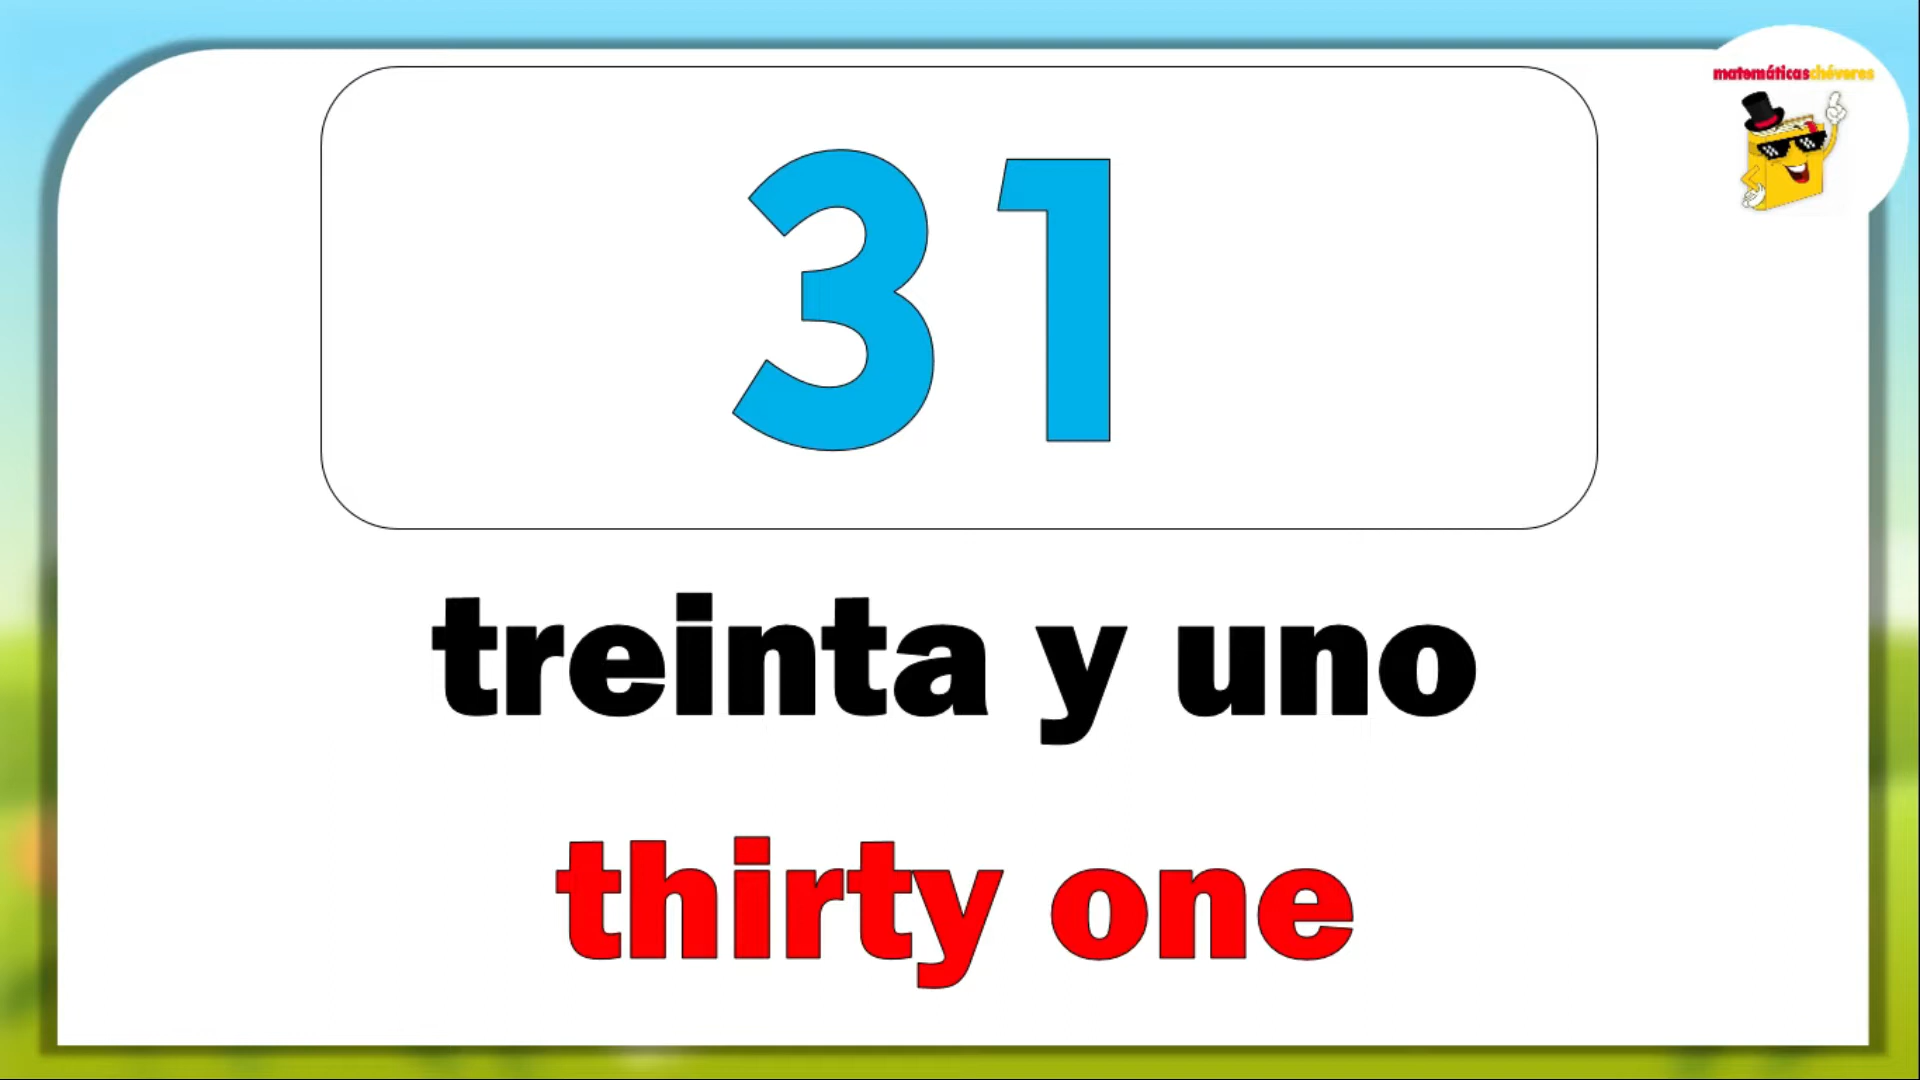 matemáticaschéveres
31
treinta y uno
thirty one